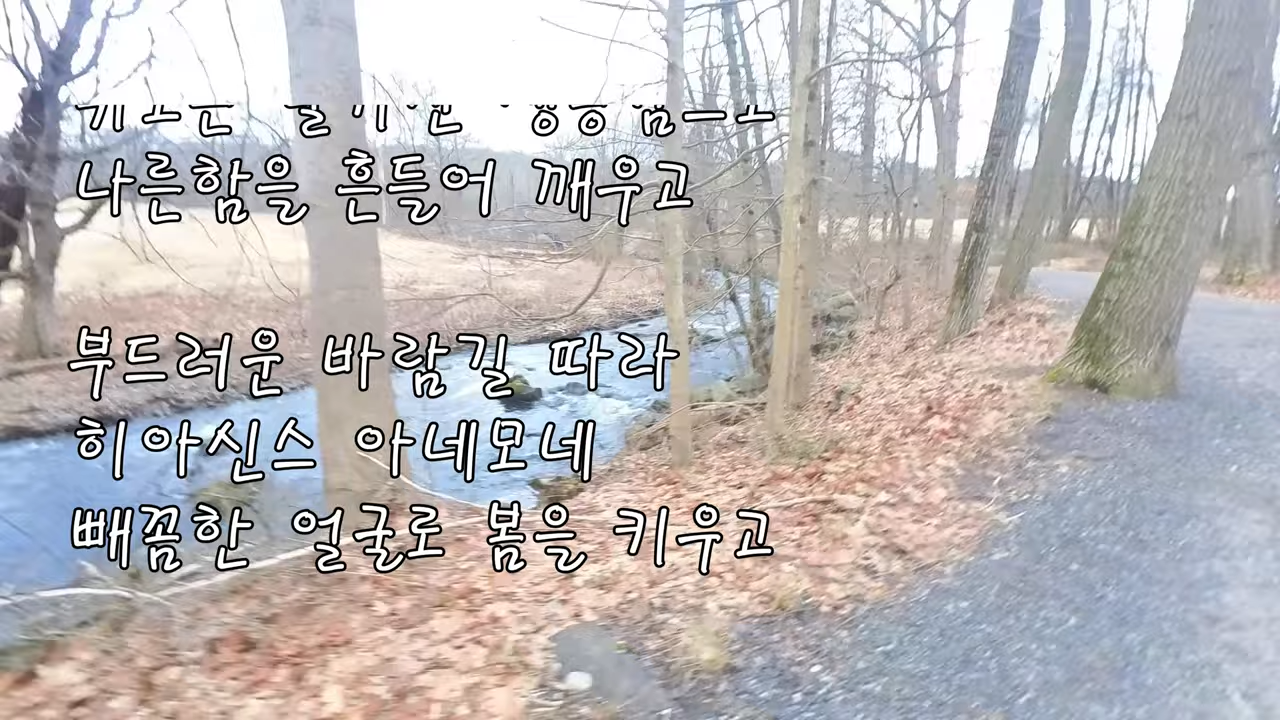 나른함을 흔들어 깨우고
부드러운 바람길 따라
히아신스 아네모네
빼꼼한 얼굴로 봄을 키우고